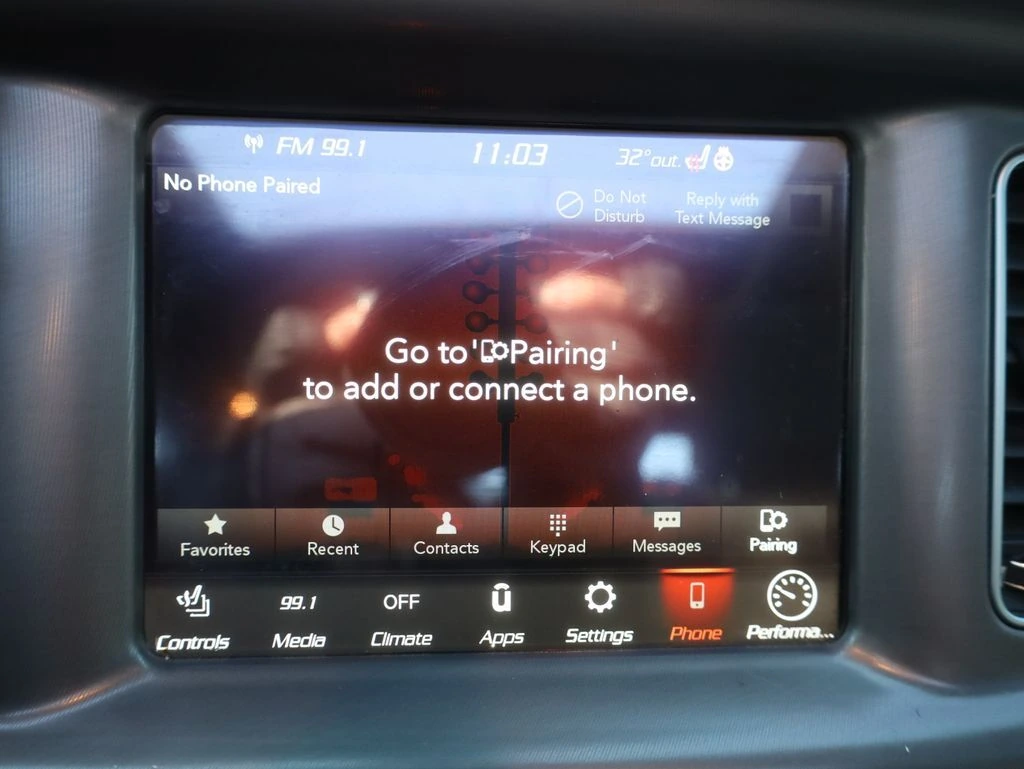 FM 99.1 11:03 32°out.
No Phone Paired
Do Not
Disturb
Reply with
Text Message
Go to' Pairing'
to add or connect a phone.
Favorites Recent Contacts Keypad Messages Pairing
99.1 OFF
Controls Media Climate Apps Settings Phone Performa...